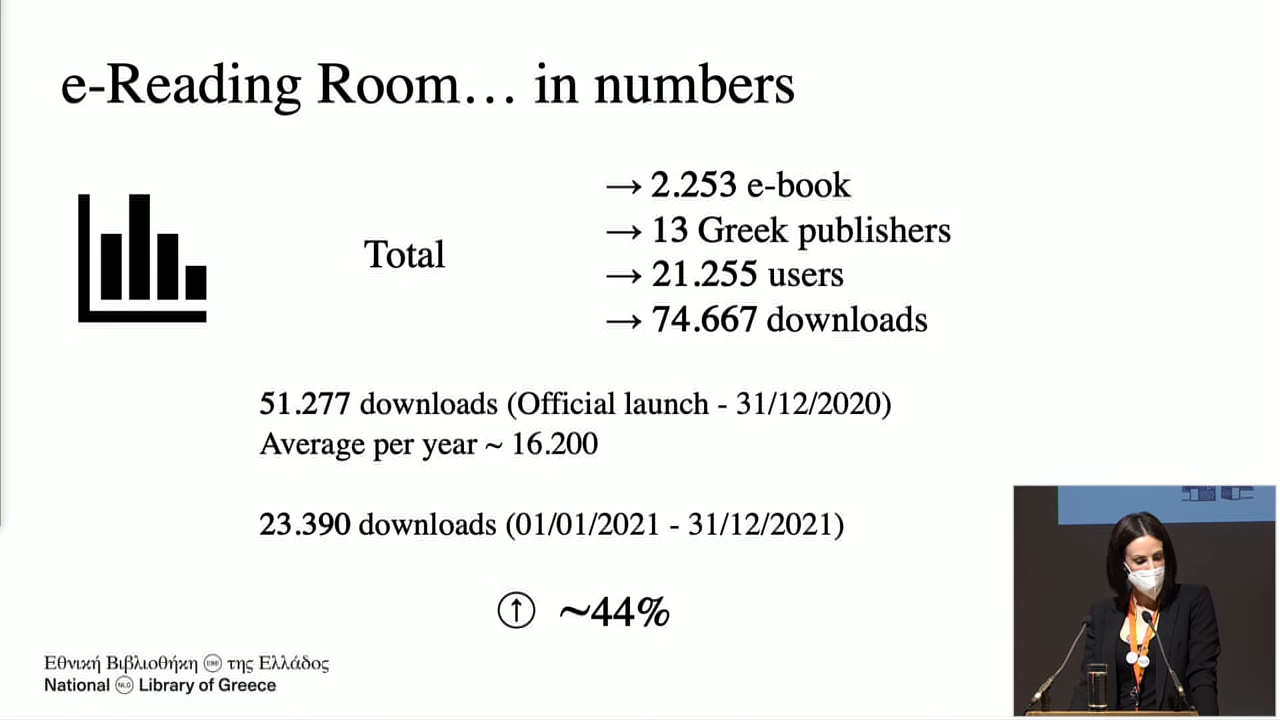 e-Reading Room… in numbers
Total
→ 2.253 e-book
→ 13 Greek publishers
→ 21.255 users
→ 74.667 downloads
51.277 downloads (Official launch - 31/12/2020)
Average per year ~ 16.200
23.390 downloads (01/01/2021 - 31/12/2021)
↑ ~44%
Εθνική Βιβλιοθήκη της Ελλάδος
National NLG Library of Greece